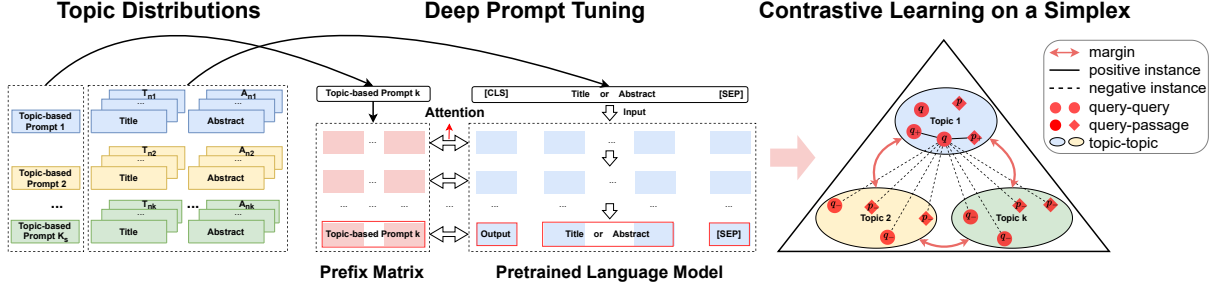 Topic Distributions
Deep Prompt Tuning
Contrastive Learning on a Simplex
Topic-based
Prompt 1
Tn1
...
Title
An1
...
Abstract
Topic-based
Prompt 2
Tn2
...
Title
An2
...
Abstract
...
...
Topic-based
Prompt Ks
Tnk
...
Title
Ank
...
Abstract
Topic-based Prompt k
[CLS] Title or Abstract [SEP]
Attention
Input
...
...
...
...
...
...
...
...
...
...
Topic-based Prompt k
Output
Title or Abstract
[SEP]
Prefix Matrix
Pretrained Language Model
q
p+
Topic 1
q+
q
p+
q-
p-
Topic 2
p-
q-
p-
p-
q-
Topic k
q-
margin
positive instance
negative instance
query-query
query-passage
topic-topic